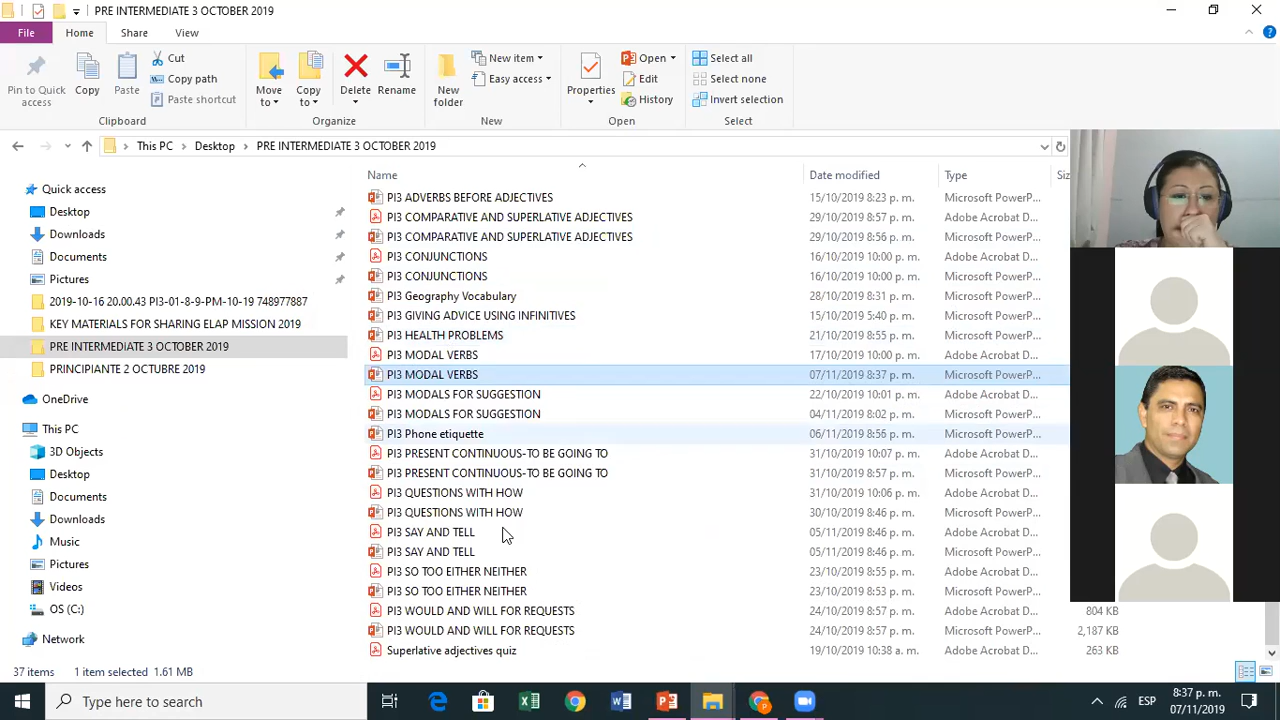 PRE INTERMEDIATE 3 OCTOBER 2019
File Home Share View
Pin to Quick access
Copy
Paste
Cut
Copy path
Paste shortcut
Clipboard
Move to
Copy to
Delete
Rename
Organize
New folder
New item
Easy access
New
Properties
Open
Edit
History
Open
Select all
Select none
Invert selection
Select
This PC Desktop PRE INTERMEDIATE 3 OCTOBER 2019
Quick access
Desktop
Downloads
Documents
Pictures
2019-10-16 20.00.43 PI3-01-8-9-PM-10-19 748977887
KEY MATERIALS FOR SHARING ELAP MISSION 2019
PRE INTERMEDIATE 3 OCTOBER 2019
PRINCIPIANTE 2 OCTUBRE 2019
OneDrive
This PC
3D Objects
Desktop
Documents
Downloads
Music
Pictures
Videos
OS (C:)
Network
Name Date modified Type Siz
PI3 ADVERBS BEFORE ADJECTIVES 15/10/2019 8:23 p. m. Microsoft PowerP...
PI3 COMPARATIVE AND SUPERLATIVE ADJECTIVES 29/10/2019 8:57 p. m. Adobe Acrobat D...
PI3 COMPARATIVE AND SUPERLATIVE ADJECTIVES 29/10/2019 8:56 p. m. Microsoft PowerP...
PI3 CONJUNCTIONS 16/10/2019 10:00 p. m. Adobe Acrobat D...
PI3 CONJUNCTIONS 16/10/2019 10:00 p. m. Microsoft PowerP...
PI3 Geography Vocabulary 28/10/2019 8:31 p. m. Microsoft PowerP...
PI3 GIVING ADVICE USING INFINITIVES 15/10/2019 5:40 p. m. Microsoft PowerP...
PI3 HEALTH PROBLEMS 21/10/2019 8:55 p. m. Microsoft PowerP...
PI3 MODAL VERBS 17/10/2019 10:00 p. m. Adobe Acrobat D...
PI3 MODAL VERBS 07/11/2019 8:37 p. m. Microsoft PowerP...
PI3 MODALS FOR SUGGESTION 22/10/2019 10:01 p. m. Adobe Acrobat D...
PI3 MODALS FOR SUGGESTION 04/11/2019 8:02 p. m. Microsoft PowerP...
PI3 Phone etiquette 06/11/2019 8:56 p. m. Microsoft PowerP...
PI3 PRESENT CONTINUOUS-TO BE GOING TO 31/10/2019 10:07 p. m. Adobe Acrobat D...
PI3 PRESENT CONTINUOUS-TO BE GOING TO 31/10/2019 8:57 p. m. Microsoft PowerP...
PI3 QUESTIONS WITH HOW 31/10/2019 10:06 p. m. Adobe Acrobat D...
PI3 QUESTIONS WITH HOW 30/10/2019 8:46 p. m. Microsoft PowerP...
PI3 SAY AND TELL 05/11/2019 8:46 p. m. Adobe Acrobat D...
PI3 SAY AND TELL 05/11/2019 8:46 p. m. Microsoft PowerP...
PI3 SO TOO EITHER NEITHER 23/10/2019 8:55 p. m. Adobe Acrobat D...
PI3 SO TOO EITHER NEITHER 23/10/2019 8:53 p. m. Microsoft PowerP...
PI3 WOULD AND WILL FOR REQUESTS 24/10/2019 8:57 p. m. Adobe Acrobat D... 804 KB
PI3 WOULD AND WILL FOR REQUESTS 24/10/2019 8:57 p. m. Microsoft PowerP... 2,187 KB
Superlative adjectives quiz 19/10/2019 10:38 a. m. Adobe Acrobat D... 263 KB
37 items 1 item selected 1.61 MB
Type here to search
ESP
8:37 p. m.
07/11/2019